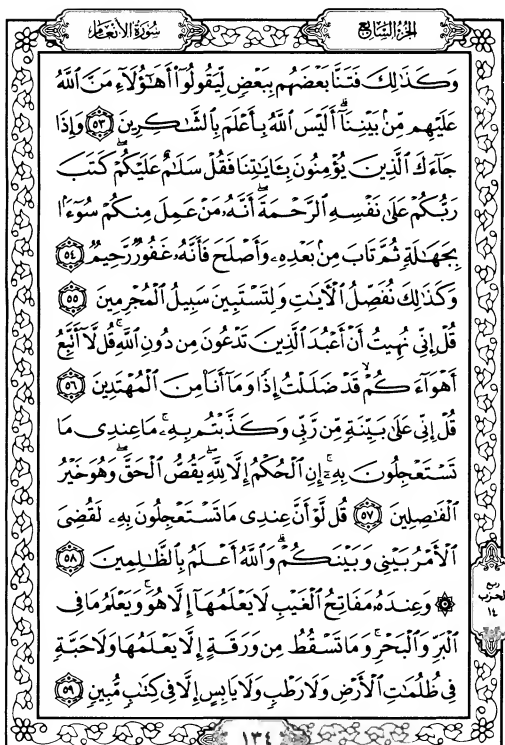 الجزء السابع
سورة الأنعام
وَكَذَٰلِكَ فَتَنَّا بَعْضَهُم بِبَعْضٍ لِّيَقُولُوٓا۟ أَهَٰٓؤُلَآءِ مَنَّ ٱللَّهُ
عَلَيْهِم مِّنۢ بَيْنِنَآ ۗ أَلَيْسَ ٱللَّهُ بِأَعْلَمَ بِٱلشَّٰكِرِينَ ٥٣ وَإِذَا
جَآءَكَ ٱلَّذِينَ يُؤْمِنُونَ بِـَٔايَٰتِنَا فَقُلْ سَلَٰمٌ عَلَيْكُمْ ۖ كَتَبَ
رَبُّكُمْ عَلَىٰ نَفْسِهِ ٱلرَّحْمَةَ ۖ أَنَّهُۥ مَنْ عَمِلَ مِنكُمْ سُوٓءًۢا
بِجَهَٰلَةٍ ثُمَّ تَابَ مِنۢ بَعْدِهِۦ وَأَصْلَحَ فَأَنَّهُۥ غَفُورٌ رَّحِيمٌ ٥٤
وَكَذَٰلِكَ نُفَصِّلُ ٱلْـَٔايَٰتِ وَلِتَسْتَبِينَ سَبِيلُ ٱلْمُجْرِمِينَ ٥٥
قُلْ إِنِّى نُهِيتُ أَنْ أَعْبُدَ ٱلَّذِينَ تَدْعُونَ مِن دُونِ ٱللَّهِ ۚ قُل لَّآ أَتَّبِعُ
أَهْوَآءَكُمْ ۙ قَدْ ضَلَلْتُ إِذًا وَمَآ أَنَا۠ مِنَ ٱلْمُهْتَدِينَ ٥٦
قُلْ إِنِّى عَلَىٰ بَيِّنَةٍ مِّن رَّبِّى وَكَذَّبْتُم بِهِۦ ۚ مَا عِندِى مَا
تَسْتَعْجِلُونَ بِهِۦٓ ۚ إِنِ ٱلْحُكْمُ إِلَّا لِلَّهِ ۖ يَقُصُّ ٱلْحَقَّ ۖ وَهُوَ خَيْرُ
ٱلْفَٰصِلِينَ ٥٧ قُل لَّوْ أَنَّ عِندِى مَا تَسْتَعْجِلُونَ بِهِۦ لَقُضِىَ
ٱلْأَمْرُ بَيْنِى وَبَيْنَكُمْ ۗ وَٱللَّهُ أَعْلَمُ بِٱلظَّٰلِمِينَ ٥٨
۞ وَعِندَهُۥ مَفَاتِحُ ٱلْغَيْبِ لَا يَعْلَمُهَآ إِلَّا هُوَ ۚ وَيَعْلَمُ مَا فِى
ٱلْبَرِّ وَٱلْبَحْرِ ۚ وَمَا تَسْقُطُ مِن وَرَقَةٍ إِلَّا يَعْلَمُهَا وَلَا حَبَّةٍ
فِى ظُلُمَٰتِ ٱلْأَرْضِ وَلَا رَطْبٍ وَلَا يَابِسٍ إِلَّا فِى كِتَٰبٍ مُّبِينٍ ٥٩
ربع
الحزب
١٤
١٣٤